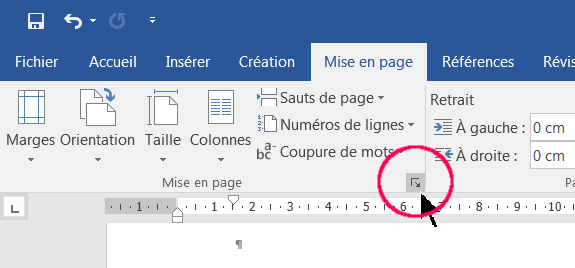 Fichier Accueil Insérer Création Mise en page Références Révis
Marges Orientation Taille Colonnes
Sauts de page
Numéros de lignes
Coupure de mots
Retrait
À gauche : 0 cm
À droite : 0 cm
Mise en page Pa
1 1 2 3 4 5 6 7 8 9 10
¶